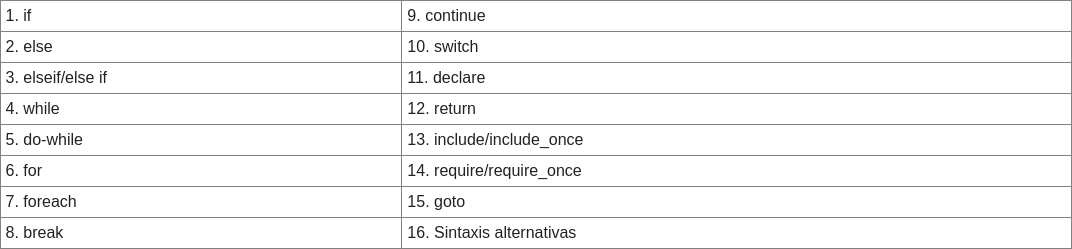 1. if
9. continue
2. else
10. switch
3. elseif/else if
11. declare
4. while
12. return
5. do-while
13. include/include_once
6. for
14. require/require_once
7. foreach
15. goto
8. break
16. Sintaxis alternativas